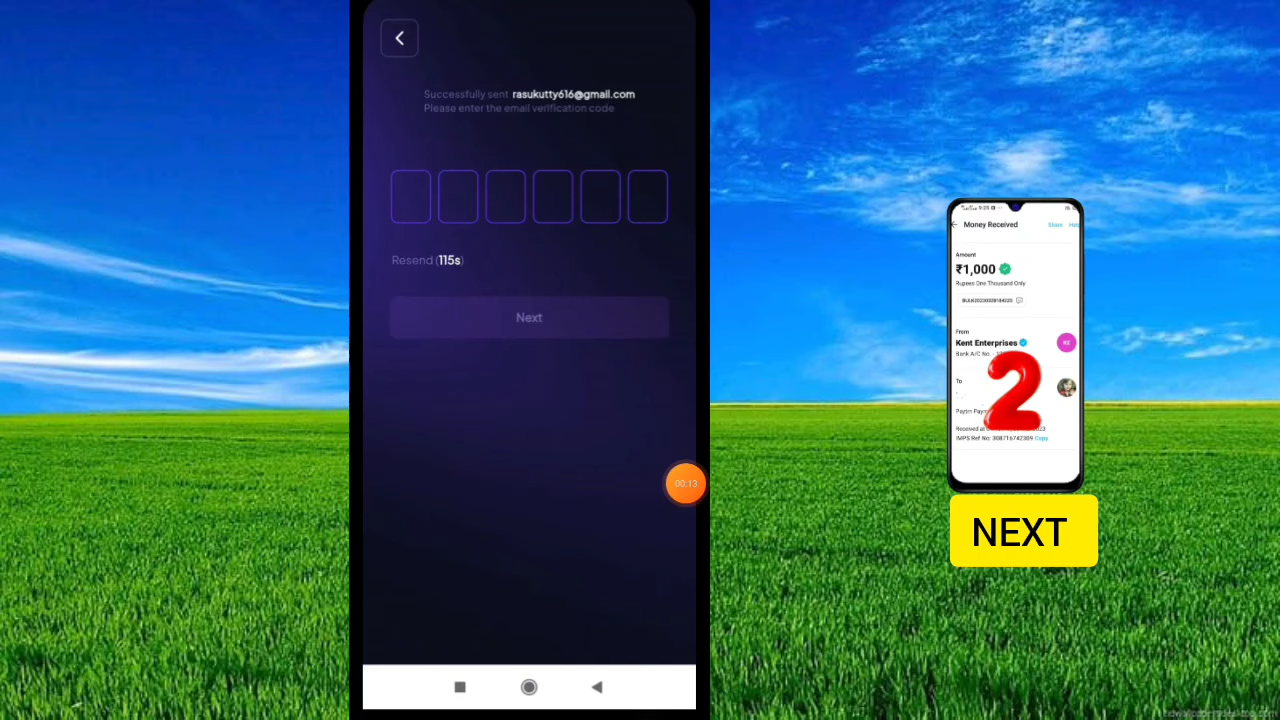 Successfully sent rasukutty616@gmail.com
Please enter the email verification code
Resend (115s)
Next
00:13
9:25
Money Received
Share
Amount
₹1,000
Rupees One Thousand Only
From
Kent Enterprises
Bank A/C No. -
To
2
Received at
IMPS Ref No: 308716742309 Copy
NEXT